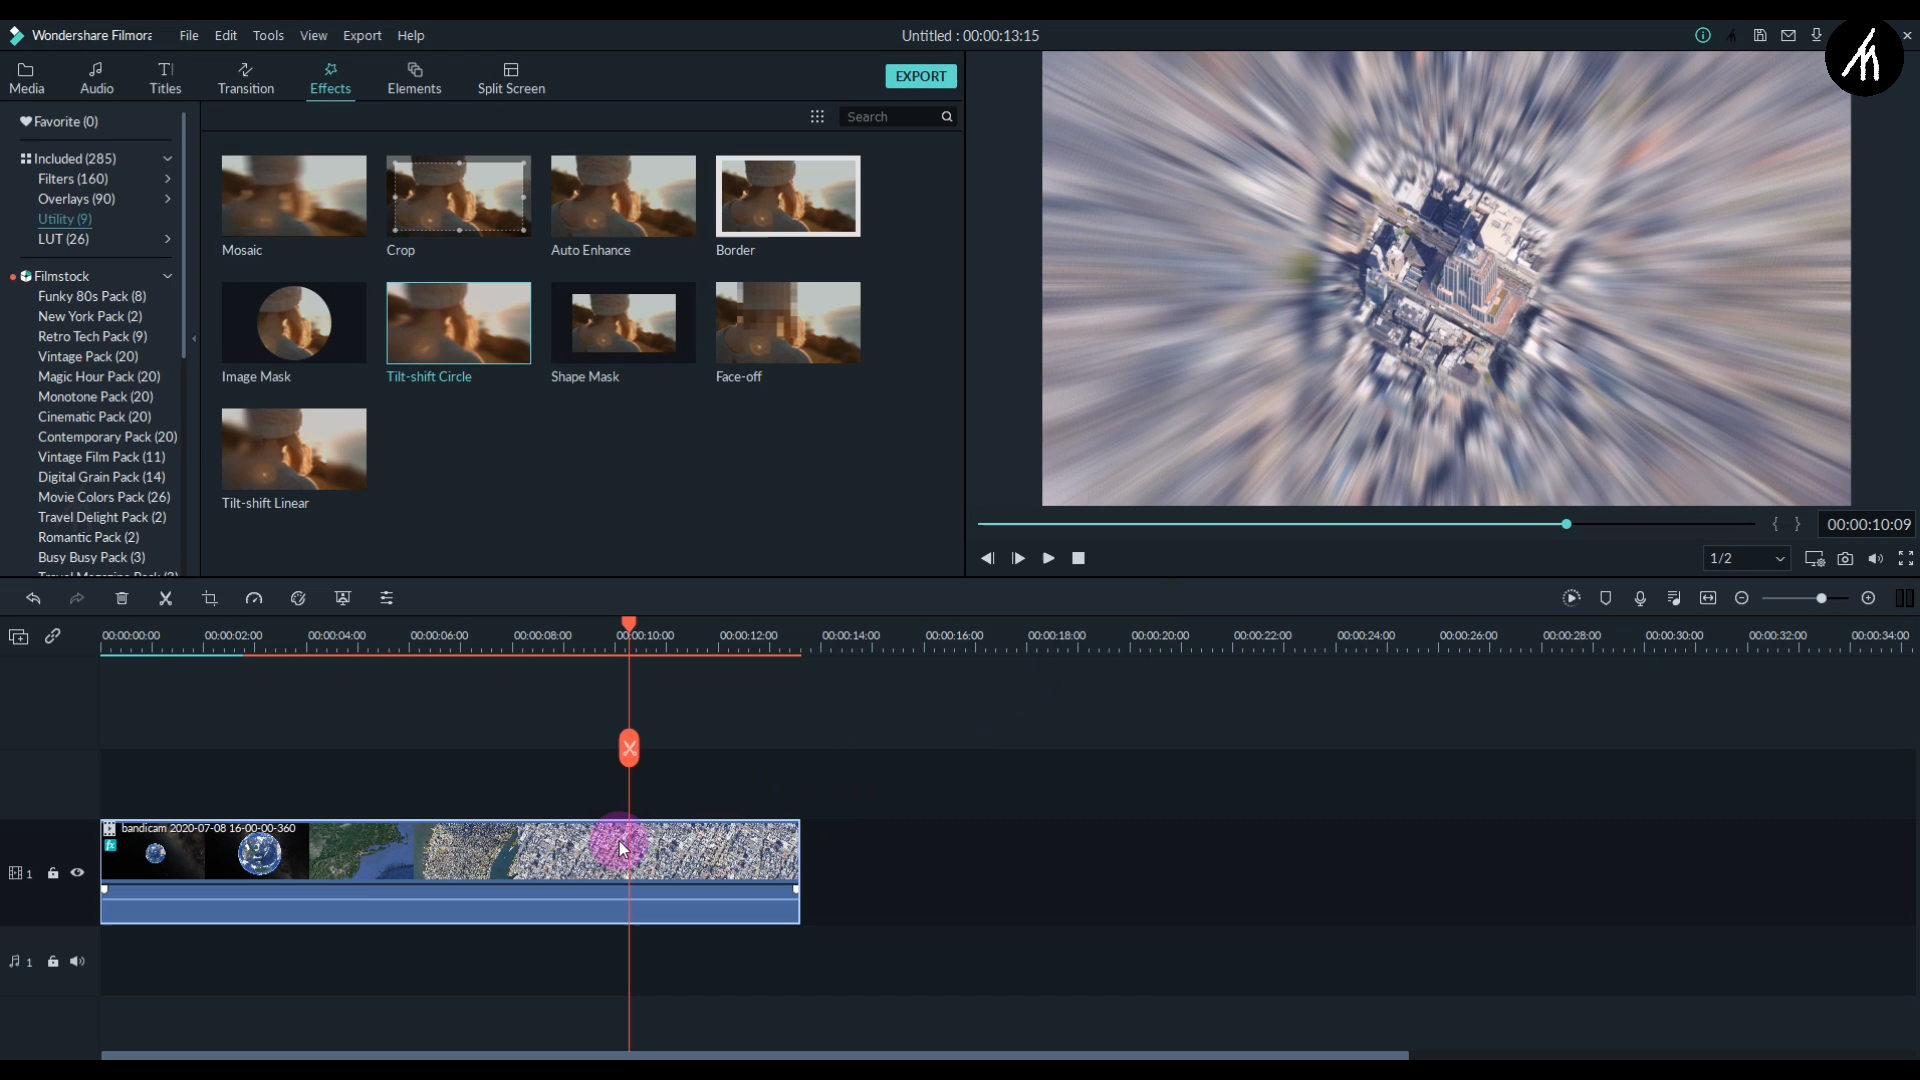 Wondershare Filmora File Edit Tools View Export Help Untitled : 00:00:13:15
Media Audio Titles Transition Effects Elements Split Screen EXPORT
Favorite (0)
Search
Included (285)
Filters (160)
Overlays (90)
Utility (9)
LUT (26)
Filmstock
Funky 80s Pack (8)
New York Pack (2)
Retro Tech Pack (9)
Vintage Pack (20)
Magic Hour Pack (20)
Monotone Pack (20)
Cinematic Pack (20)
Contemporary Pack (20)
Vintage Film Pack (11)
Digital Grain Pack (14)
Movie Colors Pack (26)
Travel Delight Pack (2)
Romantic Pack (2)
Busy Busy Pack (3)
Mosaic Crop Auto Enhance Border
Image Mask Tilt-shift Circle Shape Mask Face-off
Tilt-shift Linear
{ } 00:00:10:09
1/2
00:00:00:00 00:00:02:00 00:00:04:00 00:00:06:00 00:00:08:00 00:00:10:00 00:00:12:00 00:00:14:00 00:00:16:00 00:00:18:00 00:00:20:00 00:00:22:00 00:00:24:00 00:00:26:00 00:00:28:00 00:00:30:00 00:00:32:00 00:00:34:00
bandicam 2020-07-08 16-00-00-360
fx
1
1